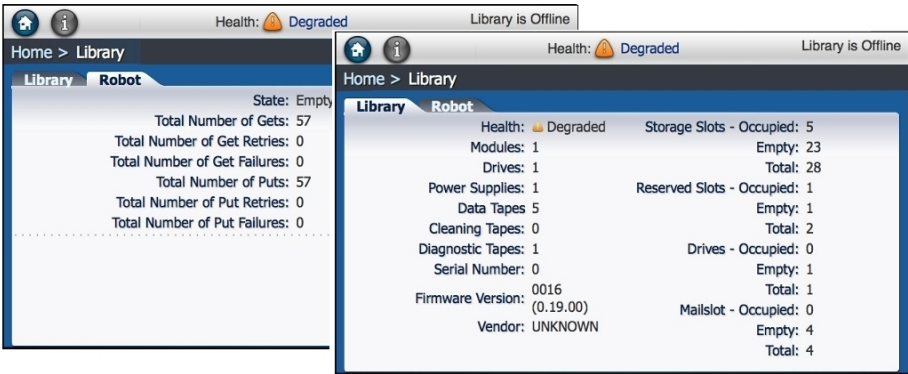 Health: Degraded Library is Offline
Home > Library
Library Robot
State: Empty
Total Number of Gets: 57
Total Number of Get Retries: 0
Total Number of Get Failures: 0
Total Number of Puts: 57
Total Number of Put Retries: 0
Total Number of Put Failures: 0
Health: Degraded Library is Offline
Home > Library
Library Robot
Health: Degraded Storage Slots - Occupied: 5
Modules: 1 Empty: 23
Drives: 1 Total: 28
Power Supplies: 1 Reserved Slots - Occupied: 1
Data Tapes 5 Empty: 1
Cleaning Tapes: 0 Total: 2
Diagnostic Tapes: 1 Drives - Occupied: 0
Serial Number: 0 Empty: 1
Firmware Version: 0016 (0.19.00) Total: 1
Mailslot - Occupied: 0
Vendor: UNKNOWN Empty: 4
Total: 4